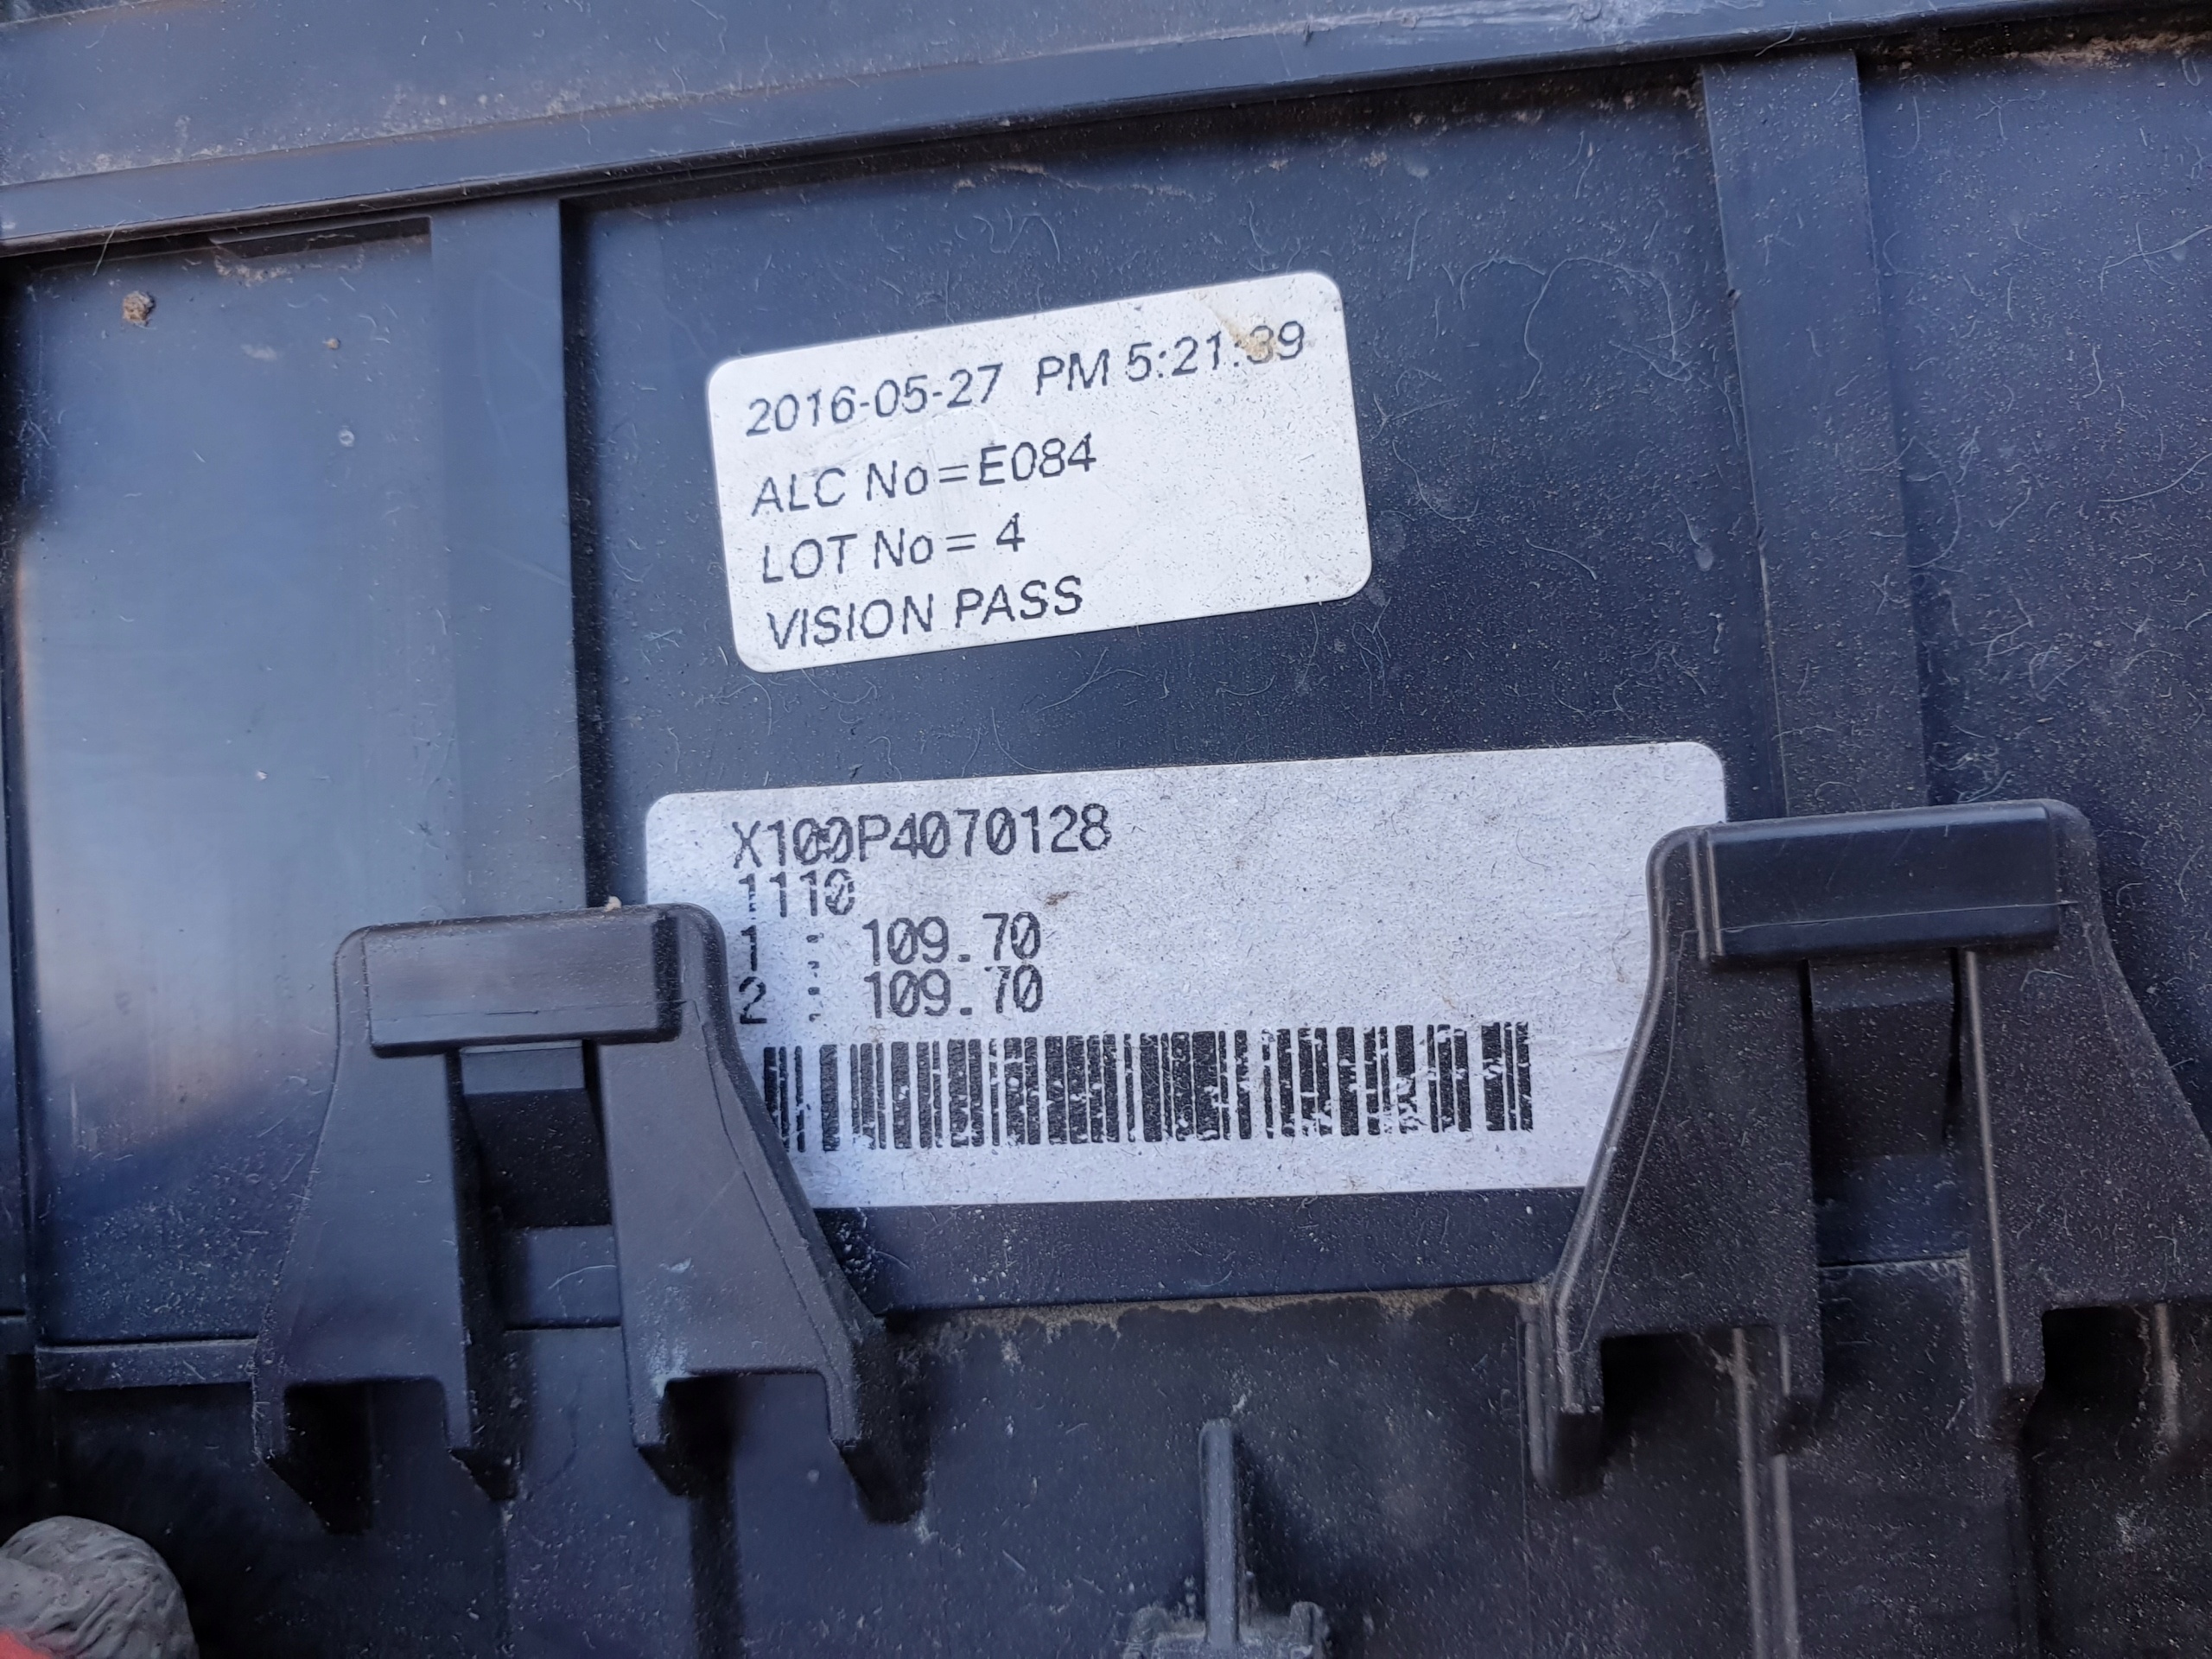 2016-05-27 PM 5:21:39
ALC No=E084
LOT No= 4
VISION PASS
X100P4070128
1110
1 : 109.70
2 : 109.70